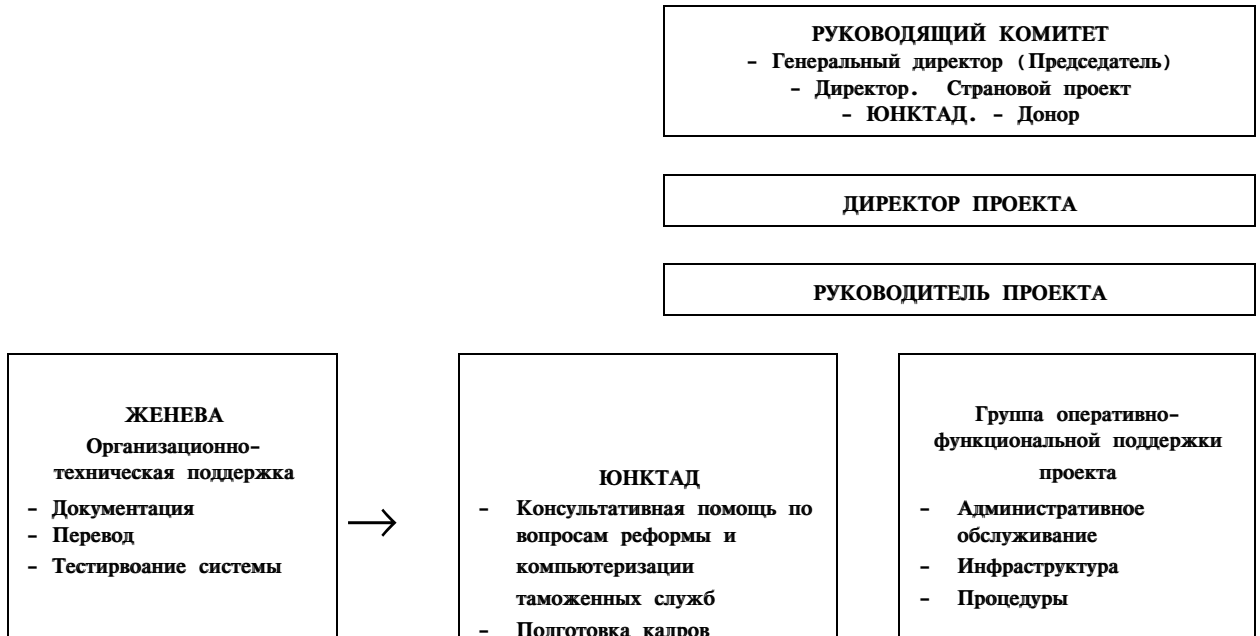 РУКОВОДЯЩИЙ КОМИТЕТ
- Генеральный директор (Председатель)
- Директор. Страновой проект
- ЮНКТАД. - Донор
ДИРЕКТОР ПРОЕКТА
РУКОВОДИТЕЛЬ ПРОЕКТА
ЖЕНЕВА
Организационно-
техническая поддержка
- Документация
- Перевод
- Тестирвоание системы
ЮНКТАД
- Консультативная помощь по
вопросам реформы и
компьютеризации
таможенных служб
- Подготовка кадров
Группа оперативно-
функциональной поддержки
проекта
- Административное
обслуживание
- Инфраструктура
- Процедуры